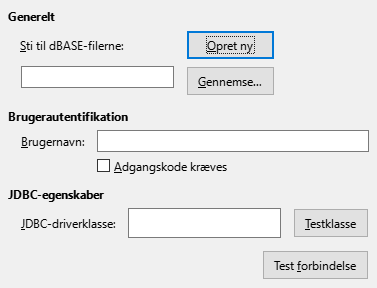 Generelt
Sti til dBASE-filerne:
Opret ny
Gennemse...
Brugerautentifikation
Brugernavn:
Adgangskode kræves
JDBC-egenskaber
JDBC-driverklasse:
Testklasse
Test forbindelse